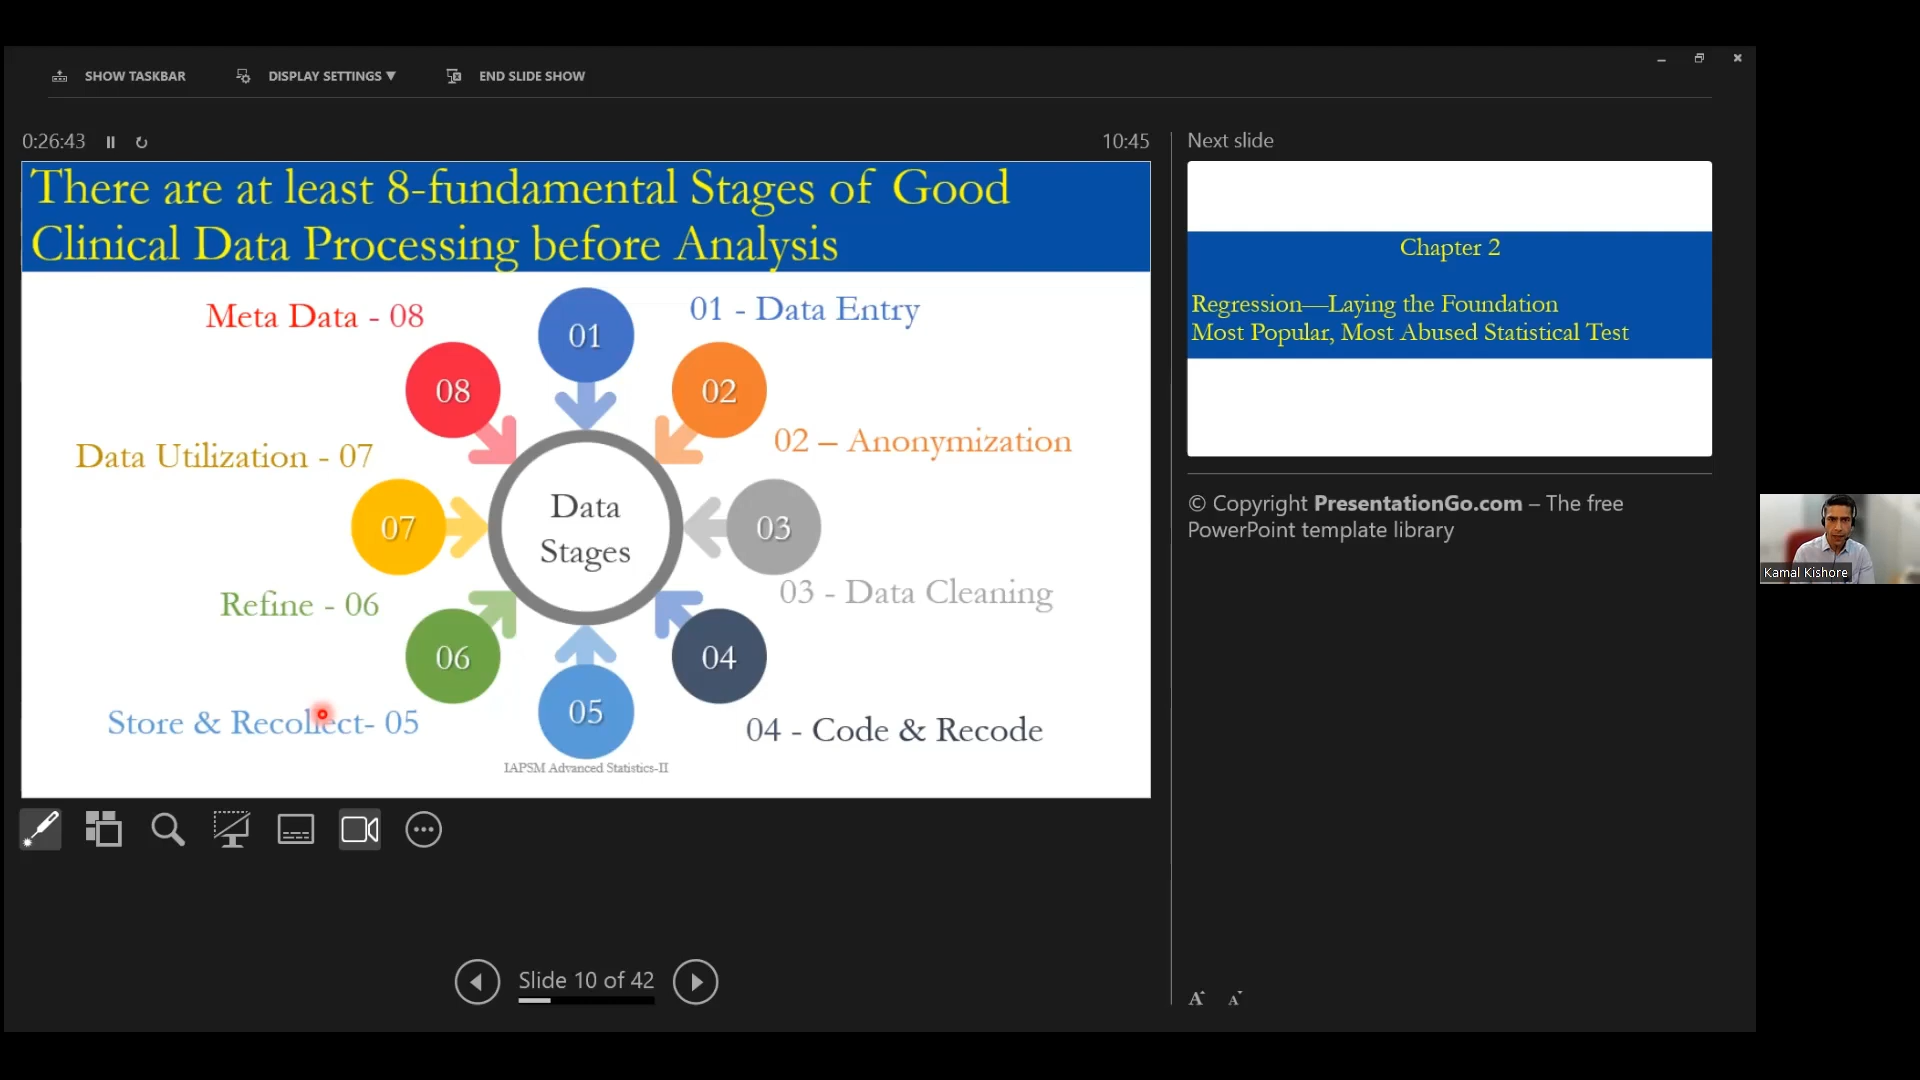 SHOW TASKBAR
DISPLAY SETTINGS ▼
END SLIDE SHOW
0:26:43
10:45
There are at least 8-fundamental Stages of Good
Clinical Data Processing before Analysis
Meta Data - 08
01
01 - Data Entry
08
02
Data Utilization - 07
02 – Anonymization
07
Data
Stages
03
Refine - 06
03 - Data Cleaning
06
04
Store & Recollect- 05
05
04 - Code & Recode
IAPSM Advanced Statistics-II
Slide 10 of 42
Next slide
Chapter 2
Regression—Laying the Foundation
Most Popular, Most Abused Statistical Test
© Copyright PresentationGo.com – The free
PowerPoint template library
A A
Kamal Kishore